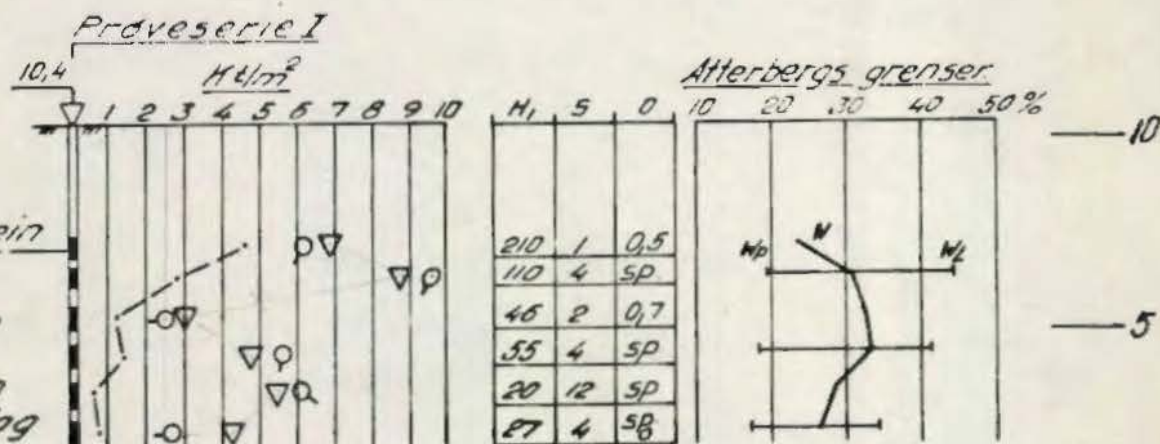 Prøveserie I
10,4
H t/m²
1 2 3 4 5 6 7 8 9 10
H₁ S O
Atterbergs grenser
10 20 30 40 50 %
10
210 1 0,5
110 4 sp
46 2 0,7
55 4 sp
20 12 sp
27 4 sp
Wp W WL
5